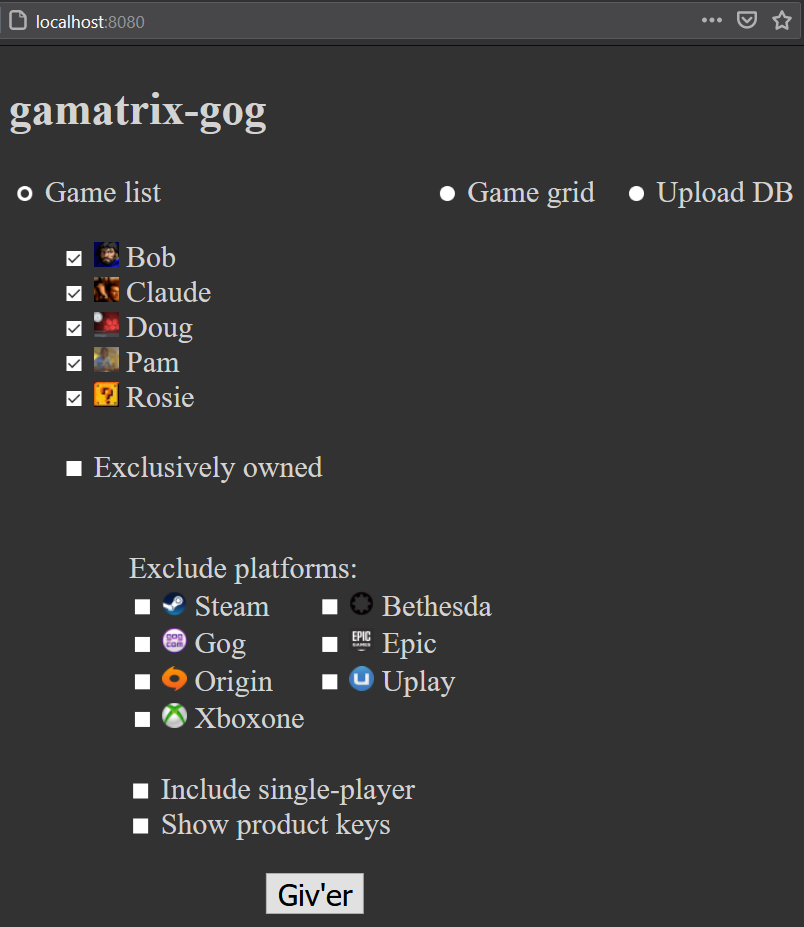 localhost:8080
gamatrix-gog
Game list Game grid Upload DB
Bob
Claude
Doug
Pam
Rosie
Exclusively owned
Exclude platforms:
Steam Bethesda
Gog Epic
Origin Uplay
Xboxone
Include single-player
Show product keys
Giv'er